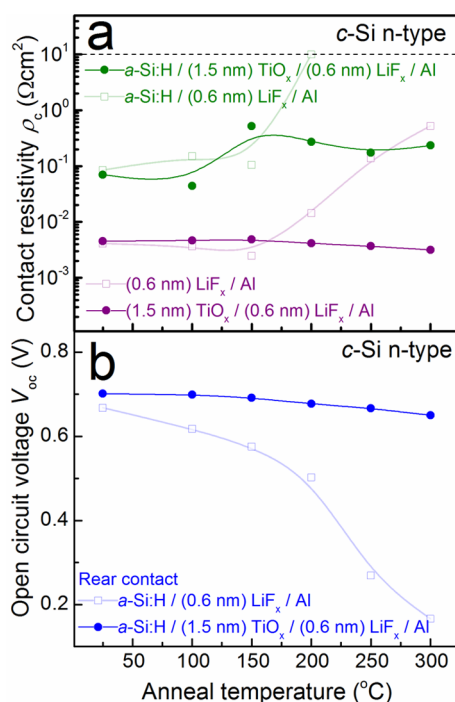 a
c-Si n-type
a-Si:H / (1.5 nm) TiOₓ / (0.6 nm) LiFₓ / Al
a-Si:H / (0.6 nm) LiFₓ / Al
10¹
10⁰
10⁻¹
10⁻²
10⁻³
Contact resistivity ρc (Ωcm²)
(0.6 nm) LiFₓ / Al
(1.5 nm) TiOₓ / (0.6 nm) LiFₓ / Al
b
c-Si n-type
0.8
0.6
0.4
0.2
Open circuit voltage Voc (V)
Rear contact
a-Si:H / (0.6 nm) LiFₓ / Al
a-Si:H / (1.5 nm) TiOₓ / (0.6 nm) LiFₓ / Al
50 100 150 200 250 300
Anneal temperature (°C)